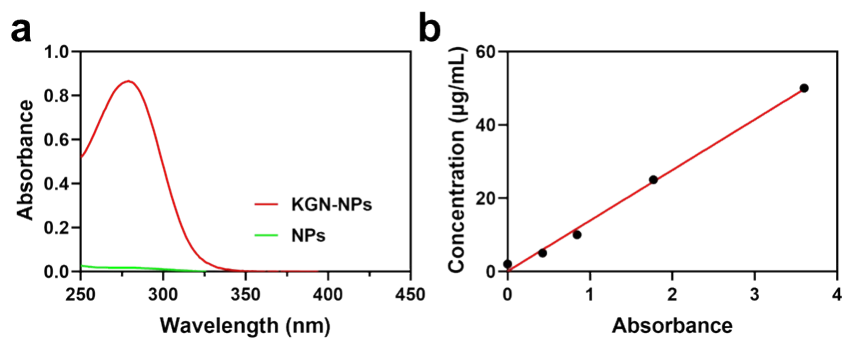 a
1.0
0.8
0.6
0.4
0.2
0.0
Absorbance
KGN-NPs
NPs
250
300
350
400
450
Wavelength (nm)
b
60
40
20
0
Concentration (µg/mL)
0
1
2
3
4
Absorbance